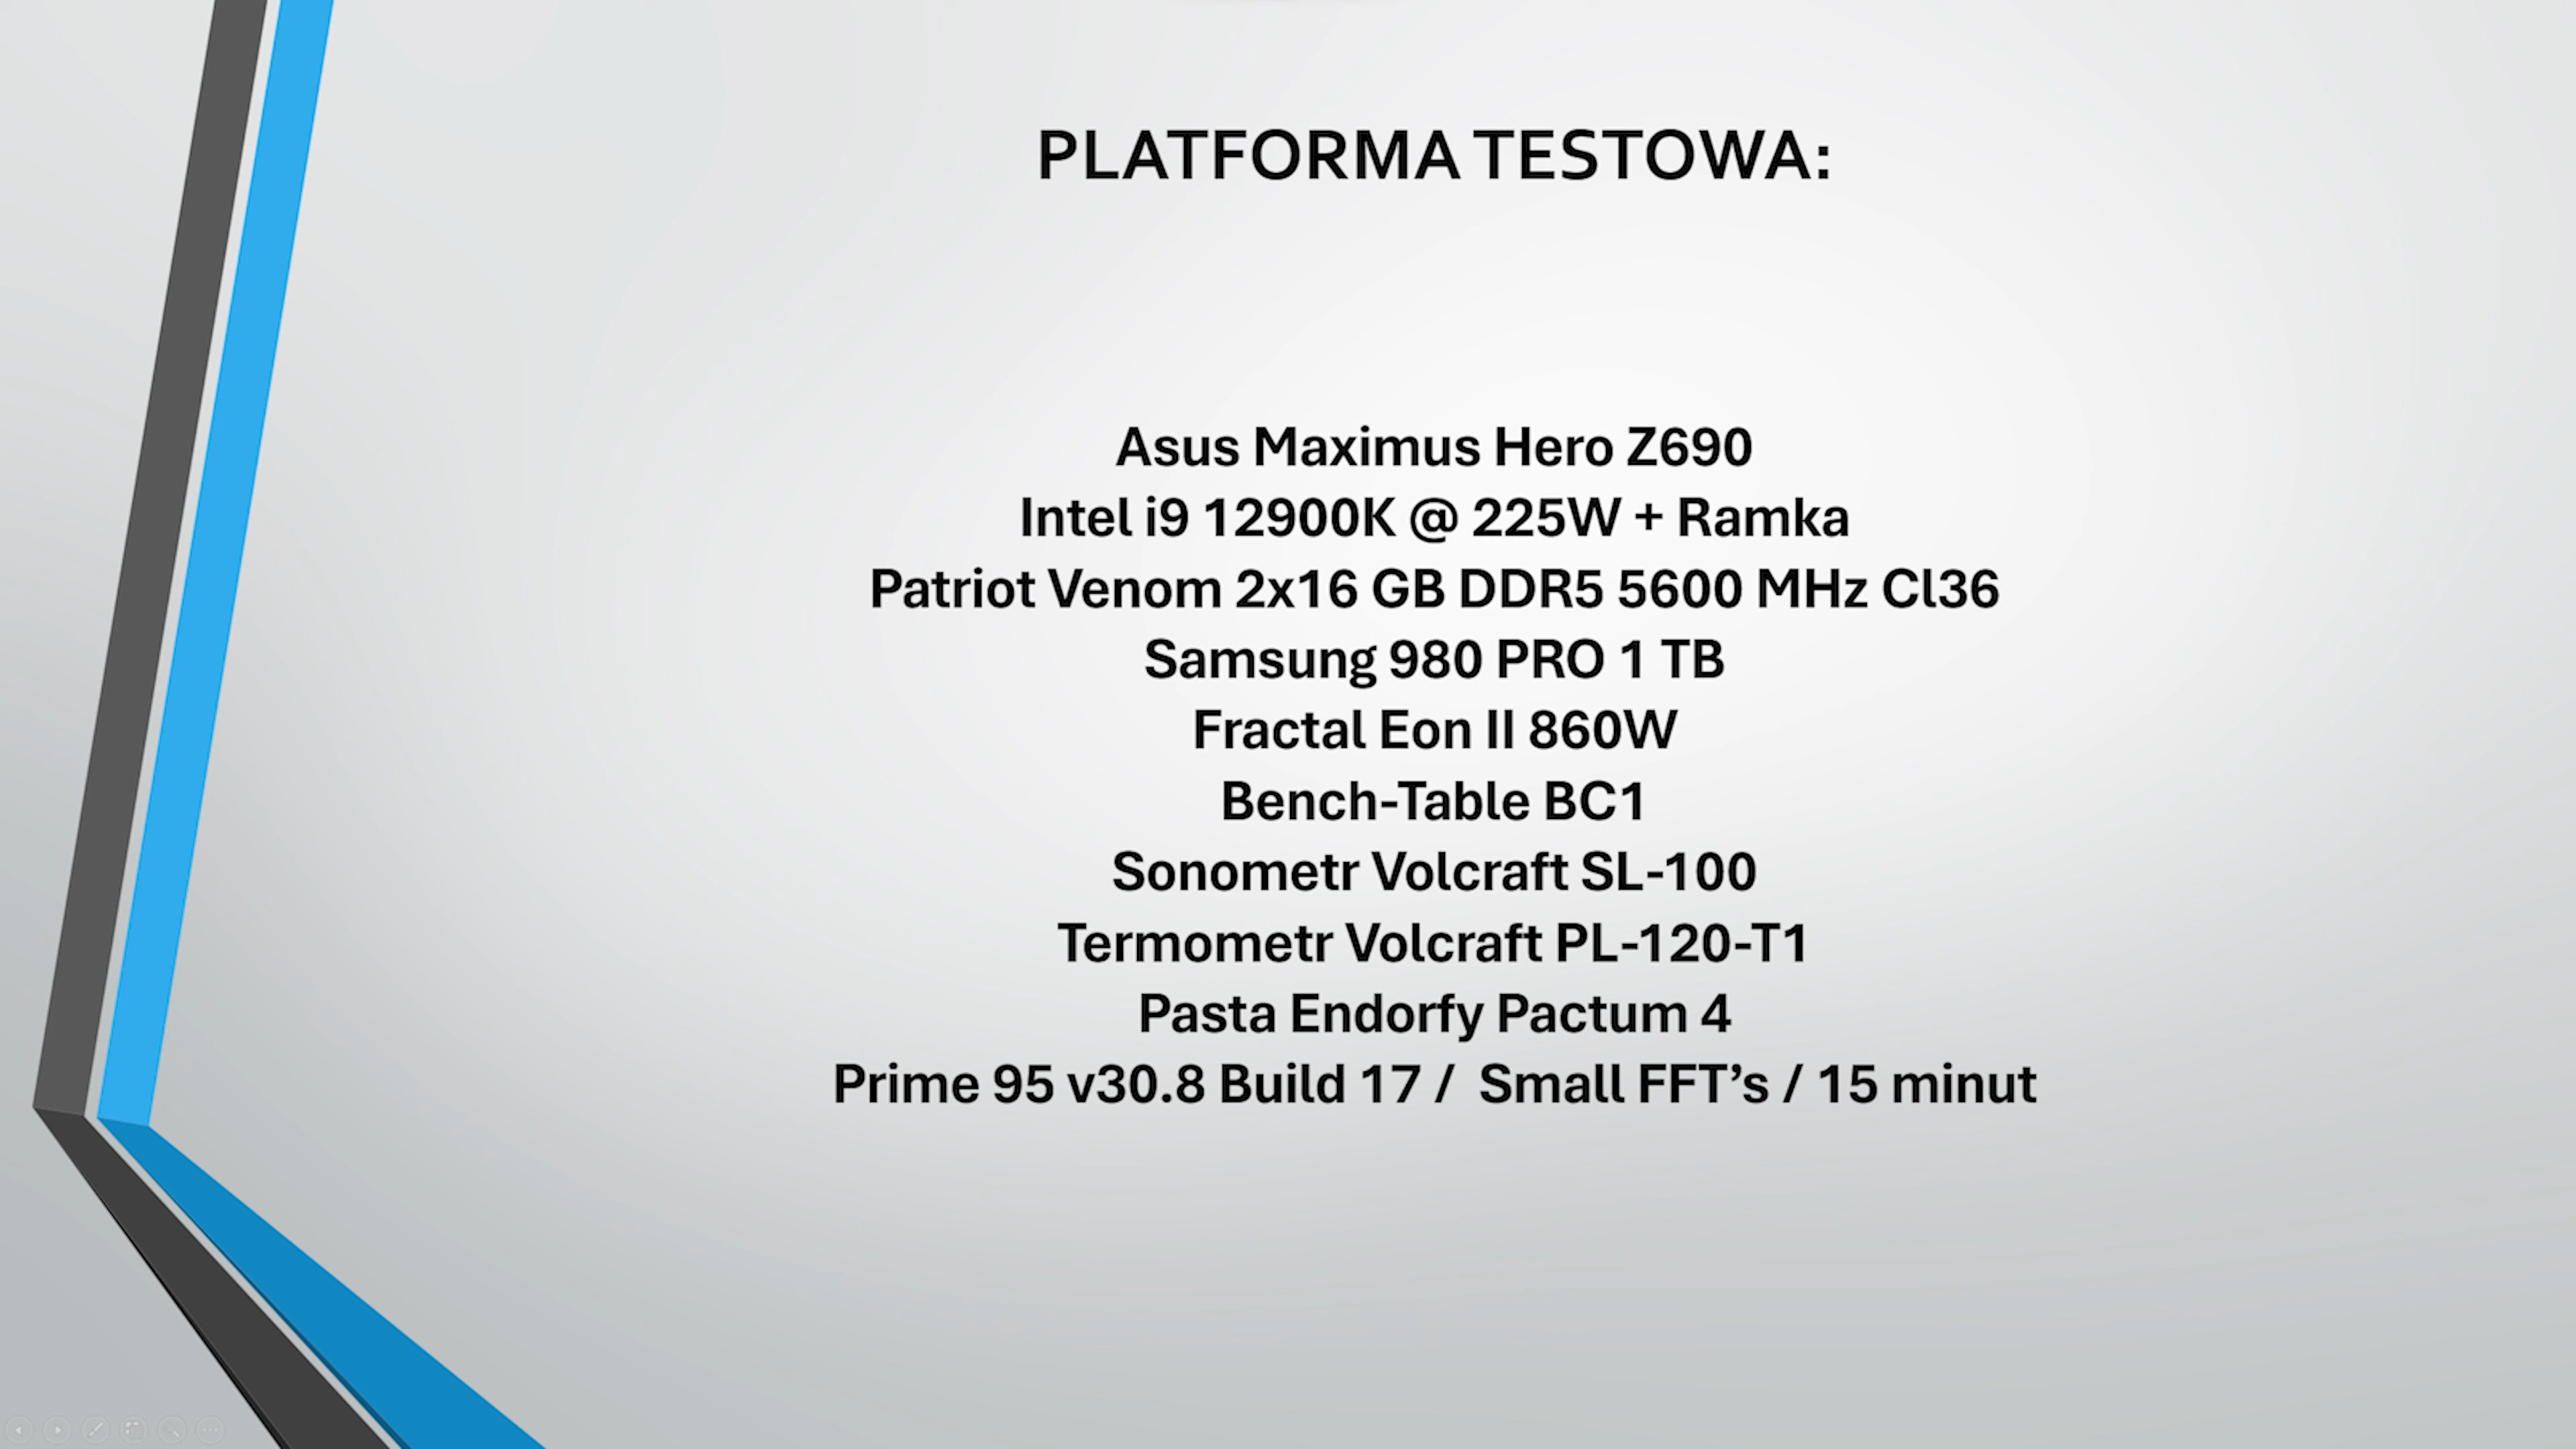 PLATFORMA TESTOWA:
Asus Maximus Hero Z690
Intel i9 12900K @ 225W + Ramka
Patriot Venom 2x16 GB DDR5 5600 MHz Cl36
Samsung 980 PRO 1 TB
Fractal Eon II 860W
Bench-Table BC1
Sonometr Volcraft SL-100
Termometr Volcraft PL-120-T1
Pasta Endorfy Pactum 4
Prime 95 v30.8 Build 17 /  Small FFT’s / 15 minut